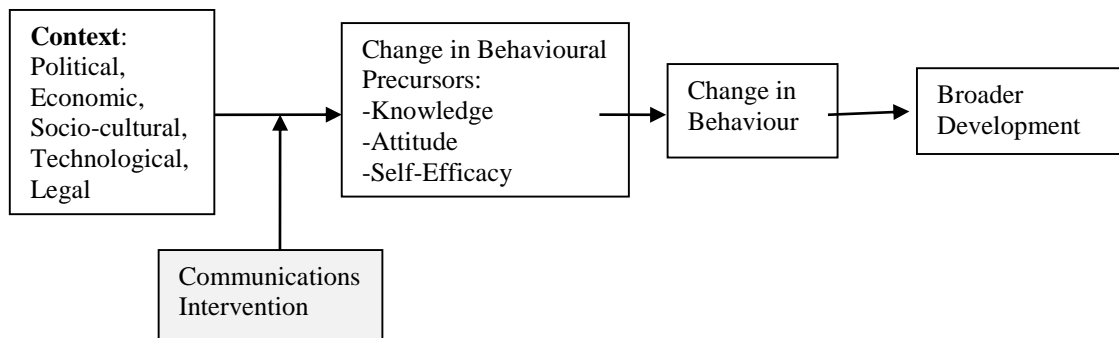 Context:
Political,
Economic,
Socio-cultural,
Technological,
Legal
Change in Behavioural
Precursors:
-Knowledge
-Attitude
-Self-Efficacy
Change in
Behaviour
Broader
Development
Communications
Intervention